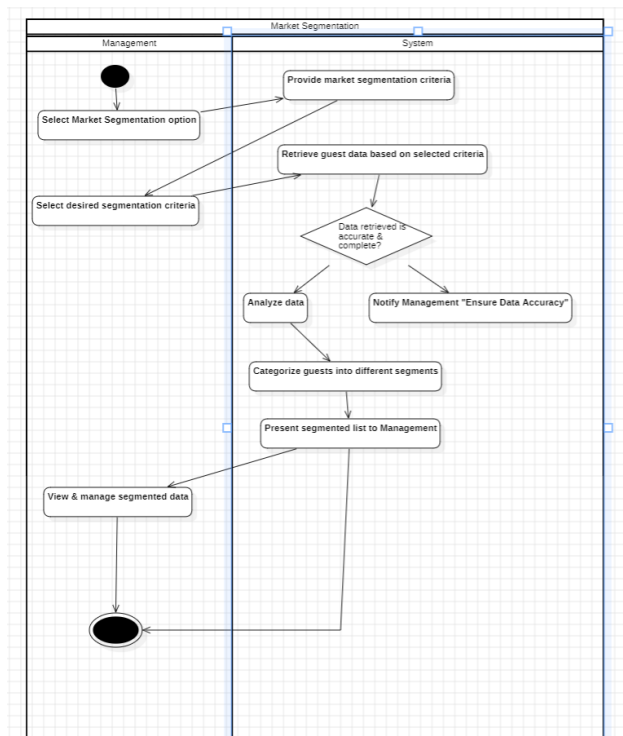 Market Segmentation
Management
System
Provide market segmentation criteria
Select Market Segmentation option
Retrieve guest data based on selected criteria
Select desired segmentation criteria
Data retrieved is
accurate &
complete?
Analyze data
Notify Management "Ensure Data Accuracy"
Categorize guests into different segments
Present segmented list to Management
View & manage segmented data